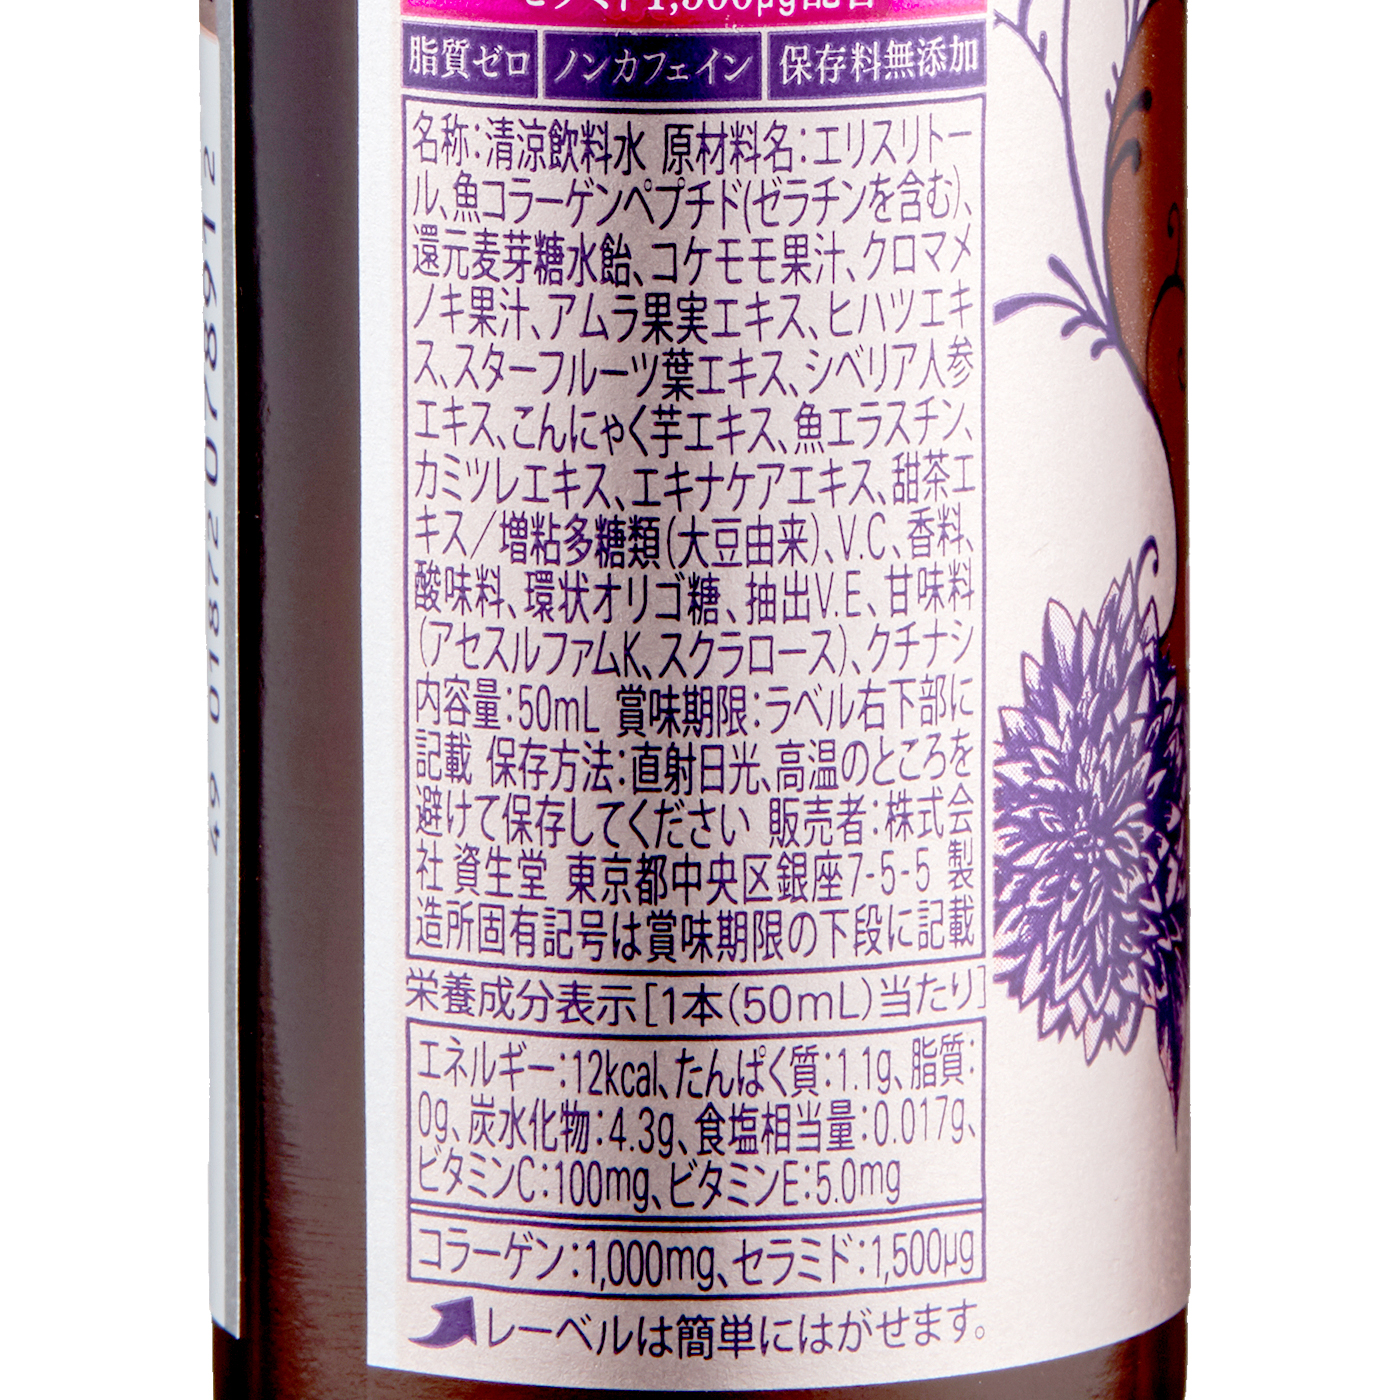 セラミド1,500μg配合
脂質ゼロ ノンカフェイン 保存料無添加
名称:清涼飲料水 原材料名:エリスリトー
ル、魚コラーゲンペプチド(ゼラチンを含む)、
還元麦芽糖水飴、コケモモ果汁、クロマメ
ノキ果汁、アムラ果実エキス、ヒハツエキ
ス、スターフルーツ葉エキス、シベリア人参
エキス、こんにゃく芋エキス、魚エラスチン、
カミツレエキス、エキナケアエキス、甜茶エ
キス/増粘多糖類(大豆由来)、V.C、香料、
酸味料、環状オリゴ糖、抽出V.E、甘味料
(アセスルファムK、スクラロース)、クチナシ
内容量:50mL 賞味期限:ラベル右下部に
記載 保存方法:直射日光、高温のところを
避けて保存してください 販売者:株式会
社 資生堂 東京都中央区銀座7-5-5 製
造所固有記号は賞味期限の下段に記載
栄養成分表示[1本(50mL)当たり]
エネルギー:12kcal、たんぱく質:1.1g、脂質:
0g、炭水化物:4.3g、食塩相当量:0.017g、
ビタミンC:100mg、ビタミンE:5.0mg
コラーゲン:1,000mg、セラミド:1,500μg
レーベルは簡単にはがせます。
4 901872 078912